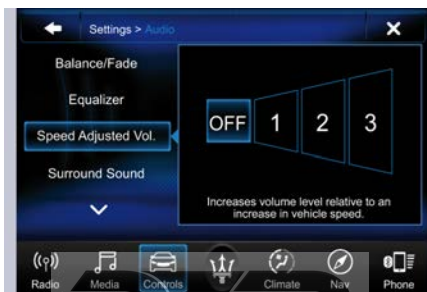 Settings > Audio
Balance/Fade
Equalizer
Speed Adjusted Vol.
Surround Sound
OFF 1 2 3
Increases volume level relative to an
increase in vehicle speed.
Radio Media Controls Climate Nav Phone